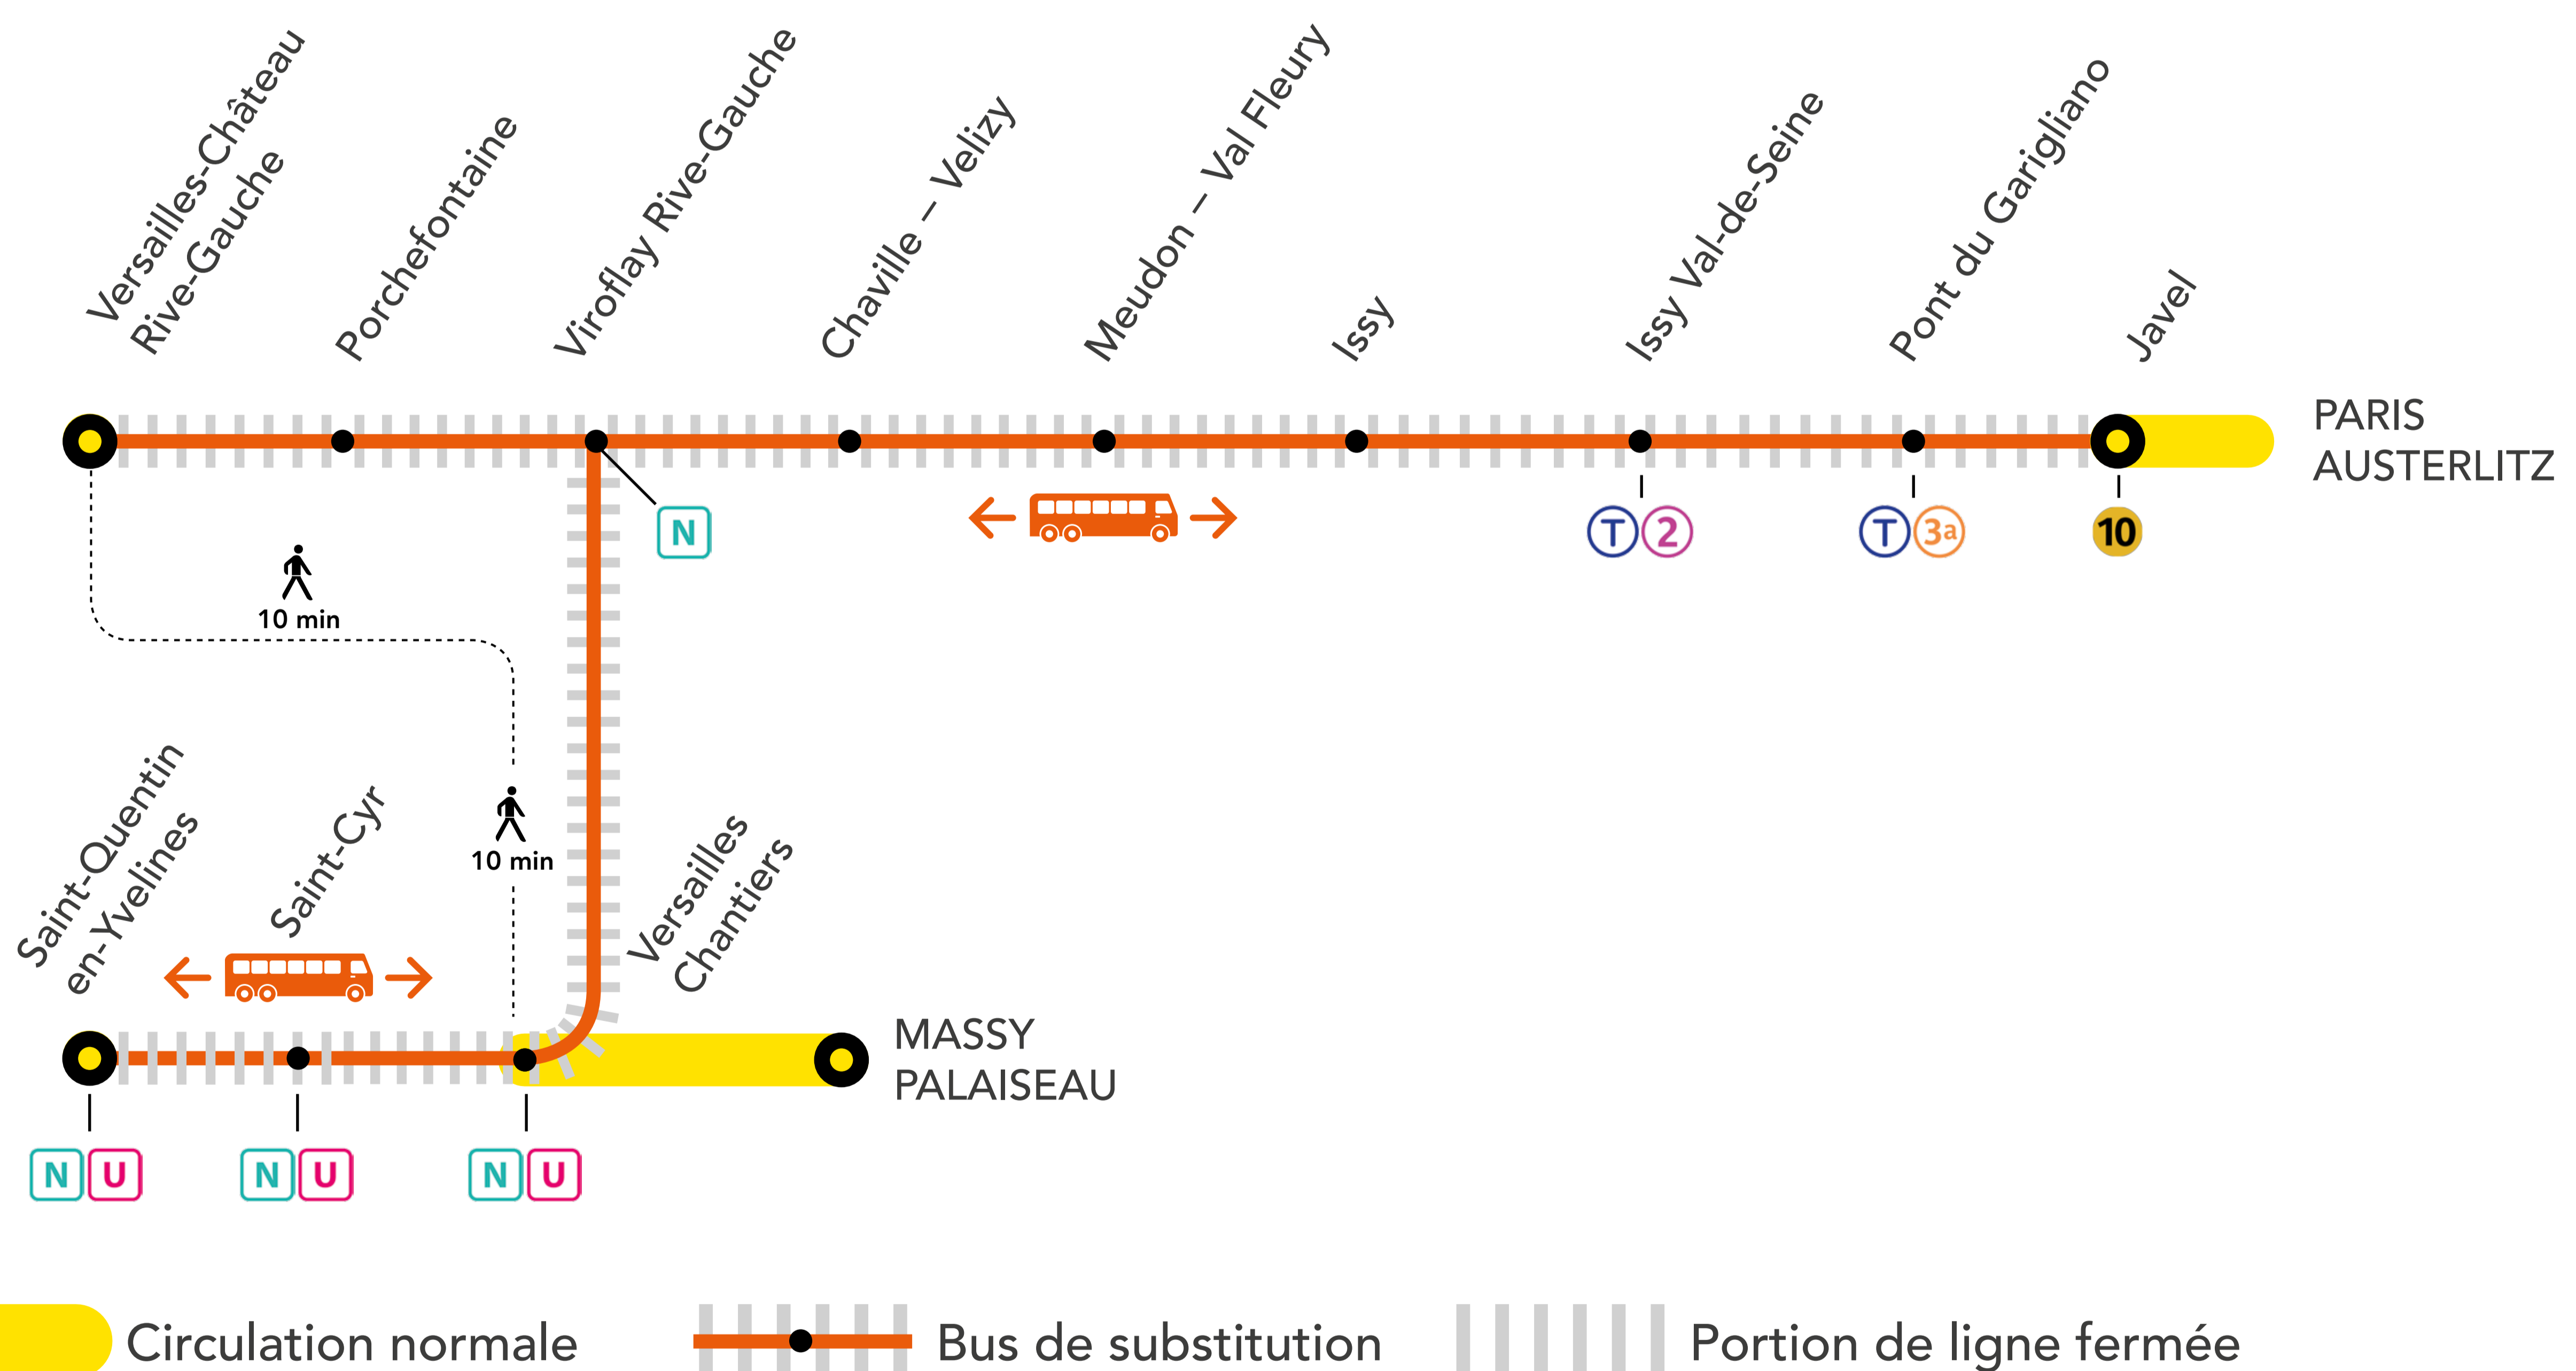 Versailles-Château
Rive-Gauche
Porchefontaine
Viroflay Rive-Gauche
Chaville – Velizy
Meudon – Val Fleury
Issy
Issy Val-de-Seine
Pont du Garigliano
Javel
PARIS
AUSTERLITZ
N
T 2
T 3a
10
10 min
10 min
Saint-Quentin
en-Yvelines
Saint-Cyr
Versailles
Chantiers
MASSY
PALAISEAU
N U
N U
N U
Circulation normale
Bus de substitution
Portion de ligne fermée